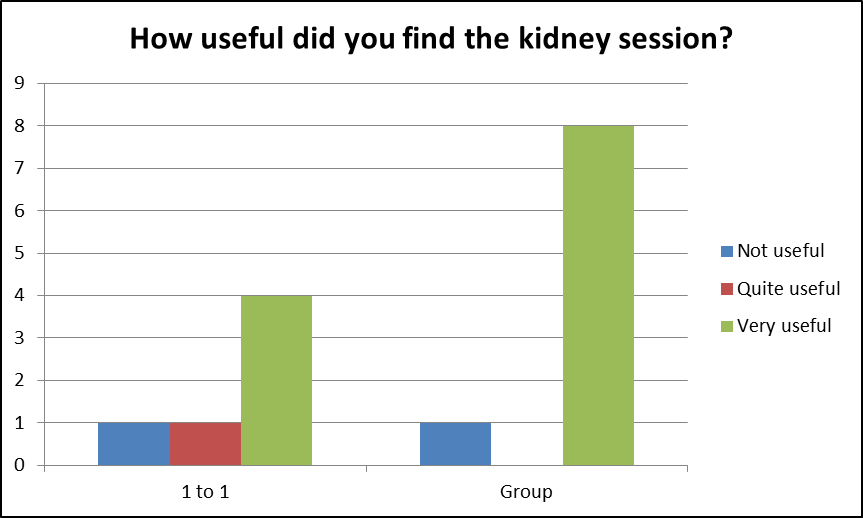 How useful did you find the kidney session?
9
8
7
6
5
4
3
2
1
0
1 to 1
Group
Not useful
Quite useful
Very useful